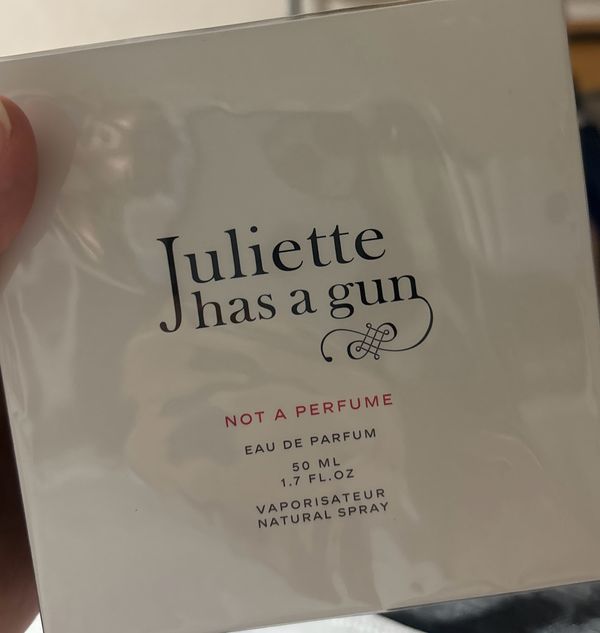 Juliette
has a gun
NOT A PERFUME
EAU DE PARFUM
50 ML
1.7 FL.OZ
VAPORISATEUR
NATURAL SPRAY